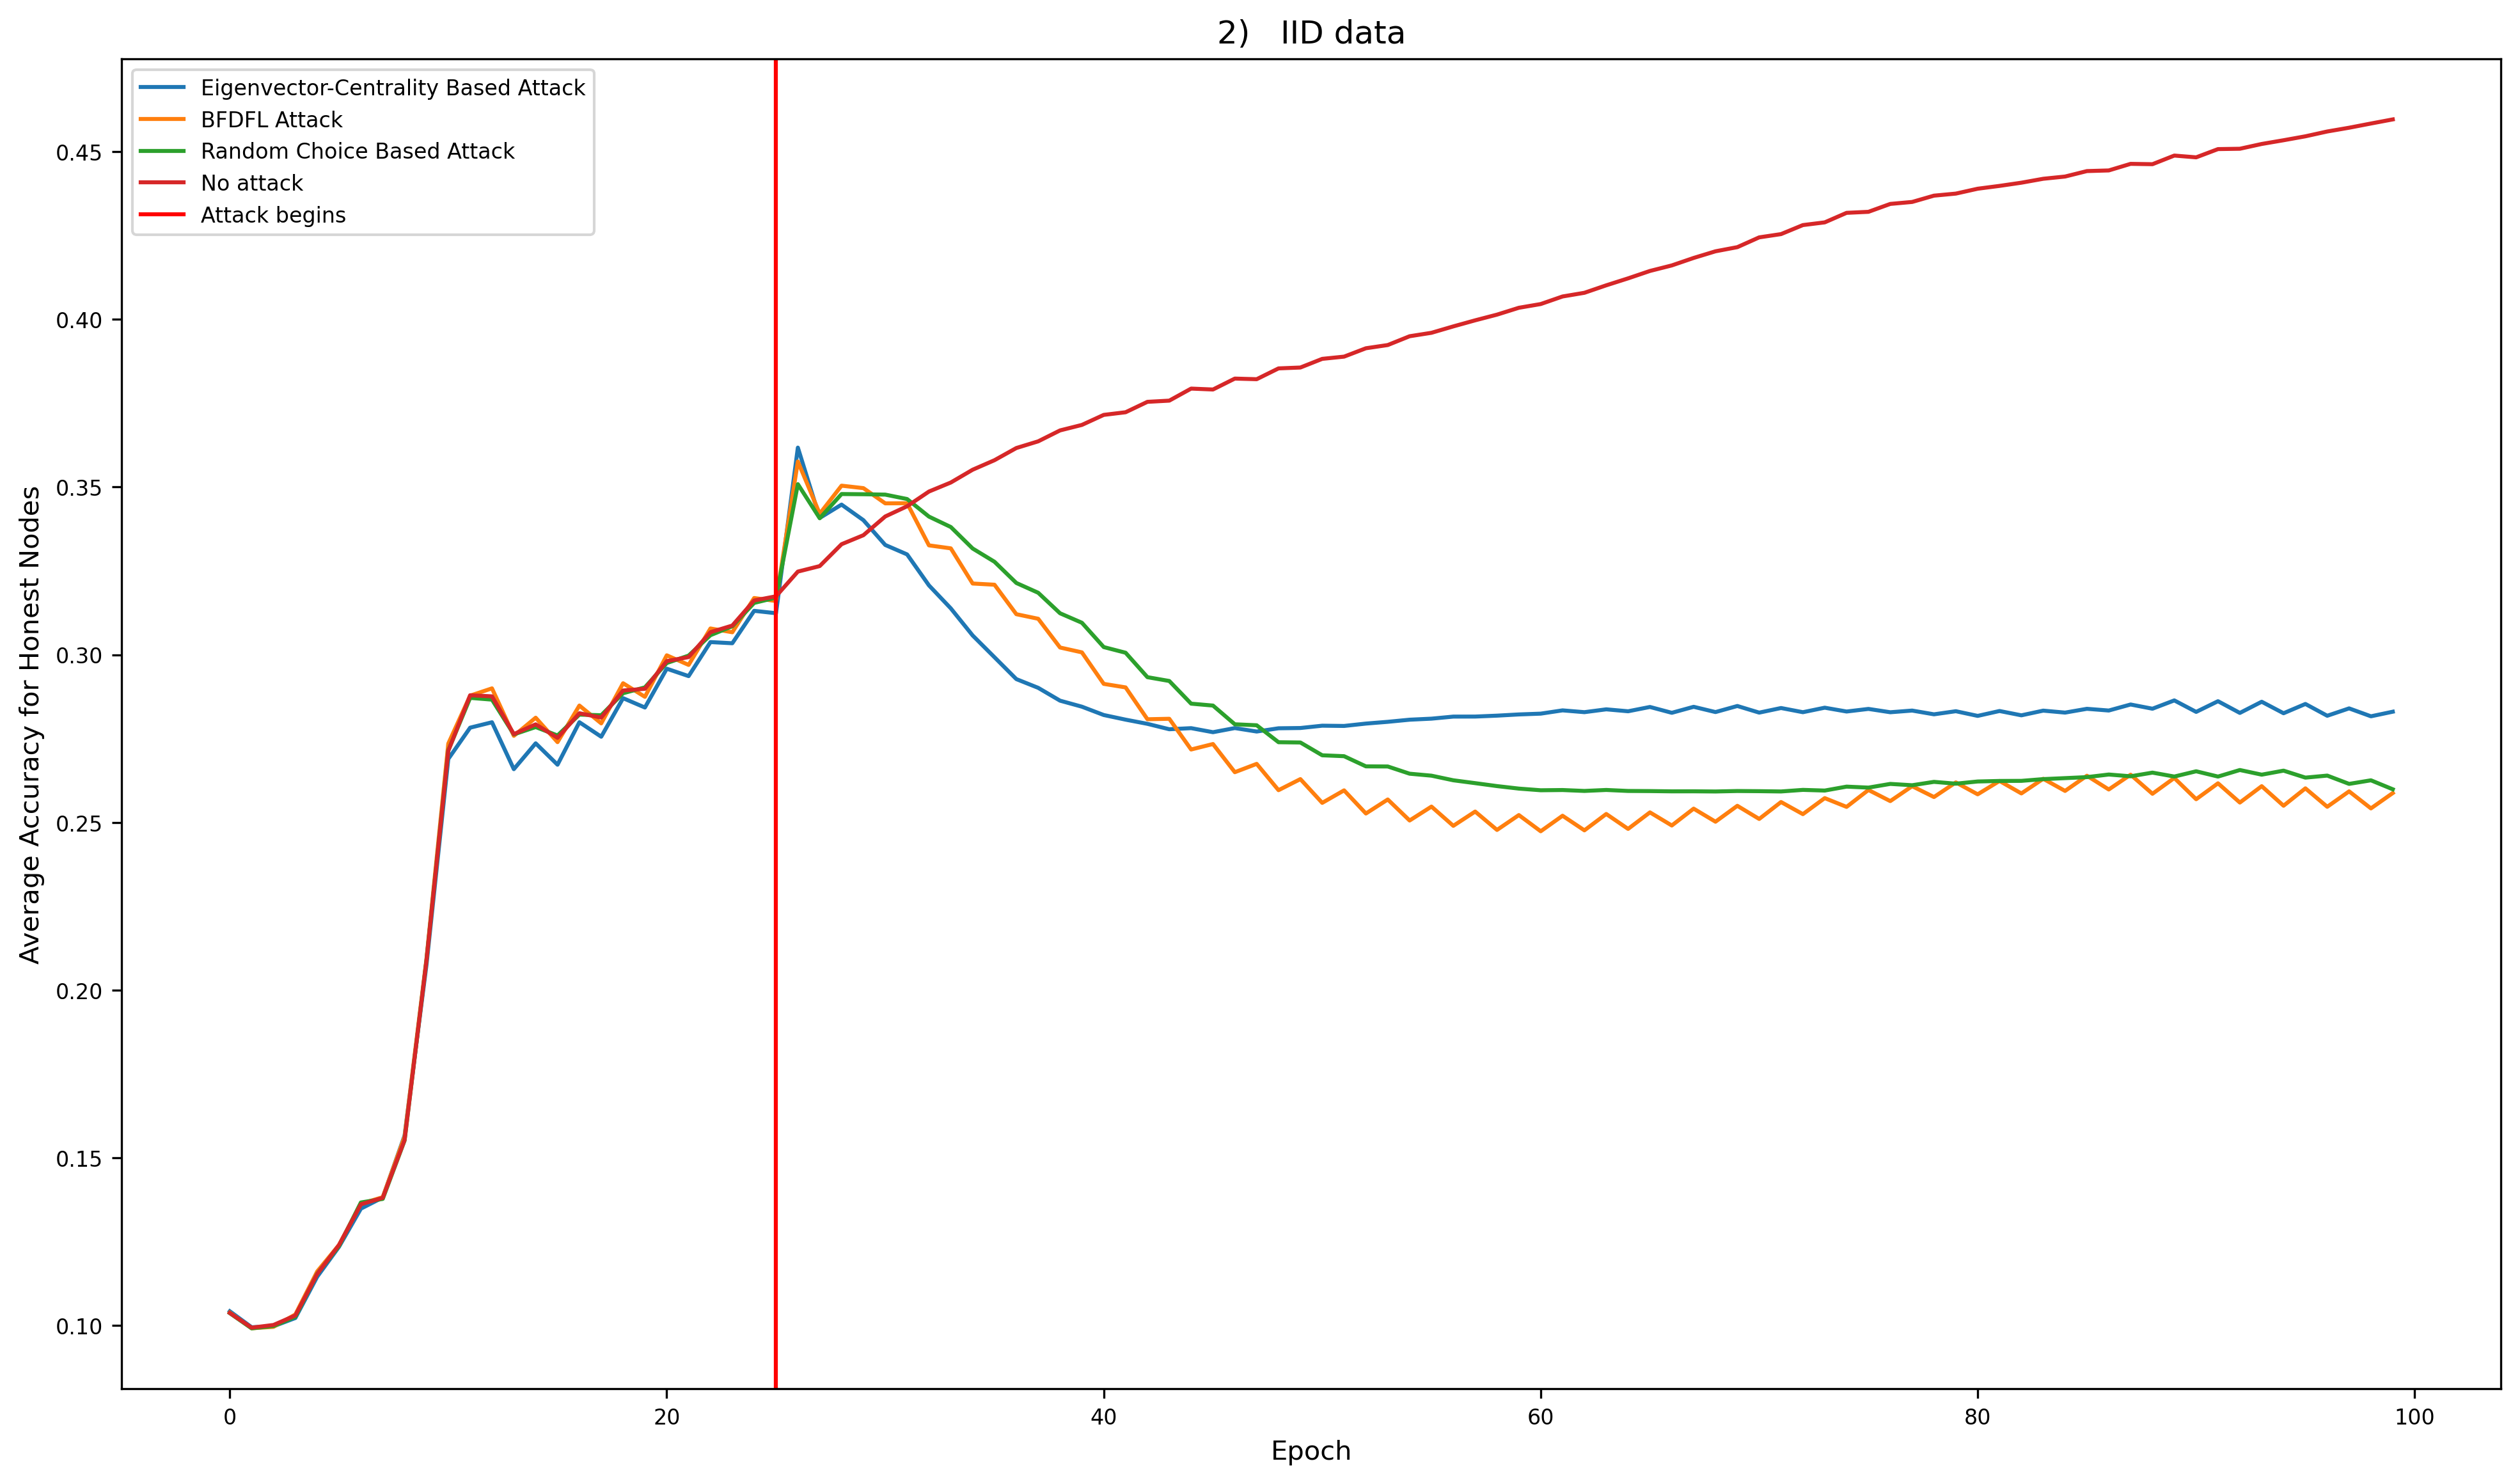 2)   IID data
Eigenvector-Centrality Based Attack
BFDFL Attack
Random Choice Based Attack
No attack
Attack begins
Average Accuracy for Honest Nodes
0.45
0.40
0.35
0.30
0.25
0.20
0.15
0.10
0 20 40 60 80 100
Epoch